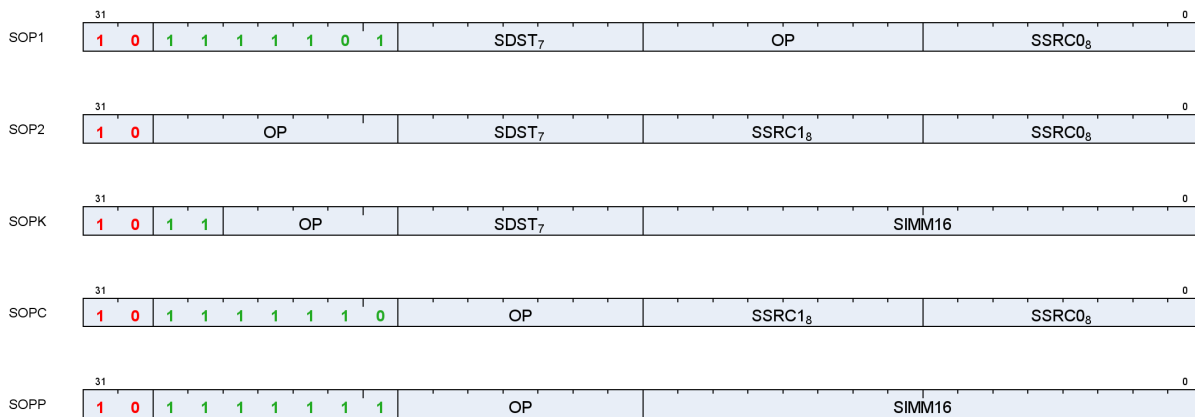 31 0
SOP1 1 0 1 1 1 1 1 0 1 SDST₇ OP SSRC0₈
31 0
SOP2 1 0 OP SDST₇ SSRC1₈ SSRC0₈
31 0
SOPK 1 0 1 1 OP SDST₇ SIMM16
31 0
SOPC 1 0 1 1 1 1 1 1 0 OP SSRC1₈ SSRC0₈
31 0
SOPP 1 0 1 1 1 1 1 1 1 OP SIMM16